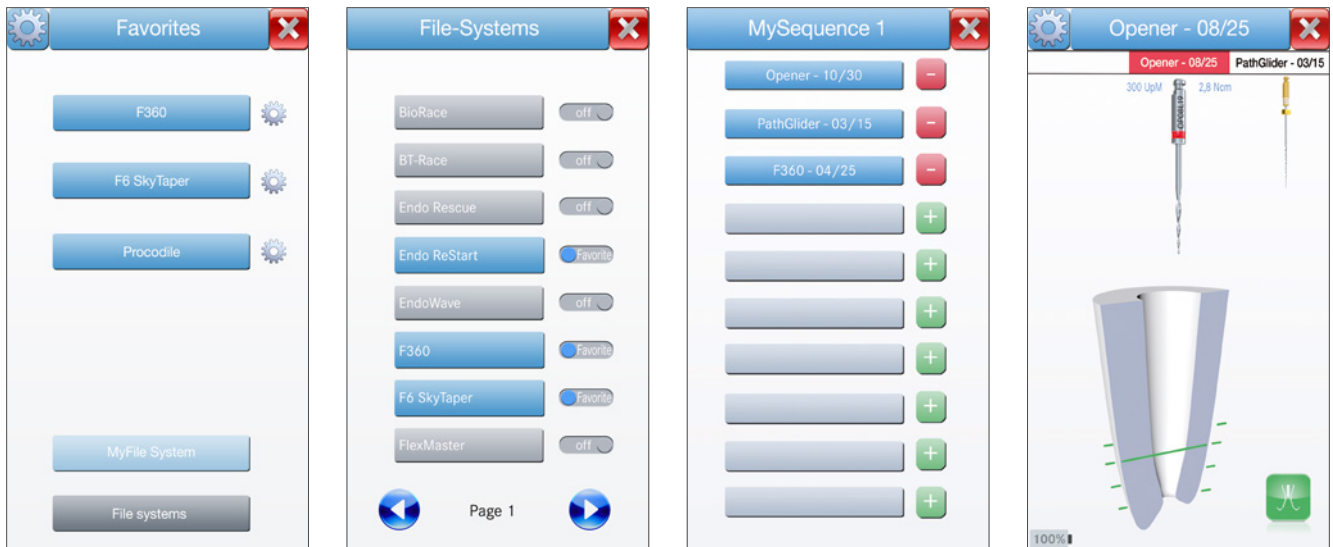 Favorites
F360
F6 SkyTaper
Procodile
MyFile System
File systems
File-Systems
BioRace off
BT-Race off
Endo Rescue off
Endo ReStart Favorite
EndoWave off
F360 Favorite
F6 SkyTaper Favorite
FlexMaster off
Page 1
MySequence 1
Opener - 10/30 -
PathGlider - 03/15 -
F360 - 04/25 -
+
+
+
+
+
+
+
Opener - 08/25
Opener - 08/25 PathGlider - 03/15
300 UpM 2,8 Ncm
100%